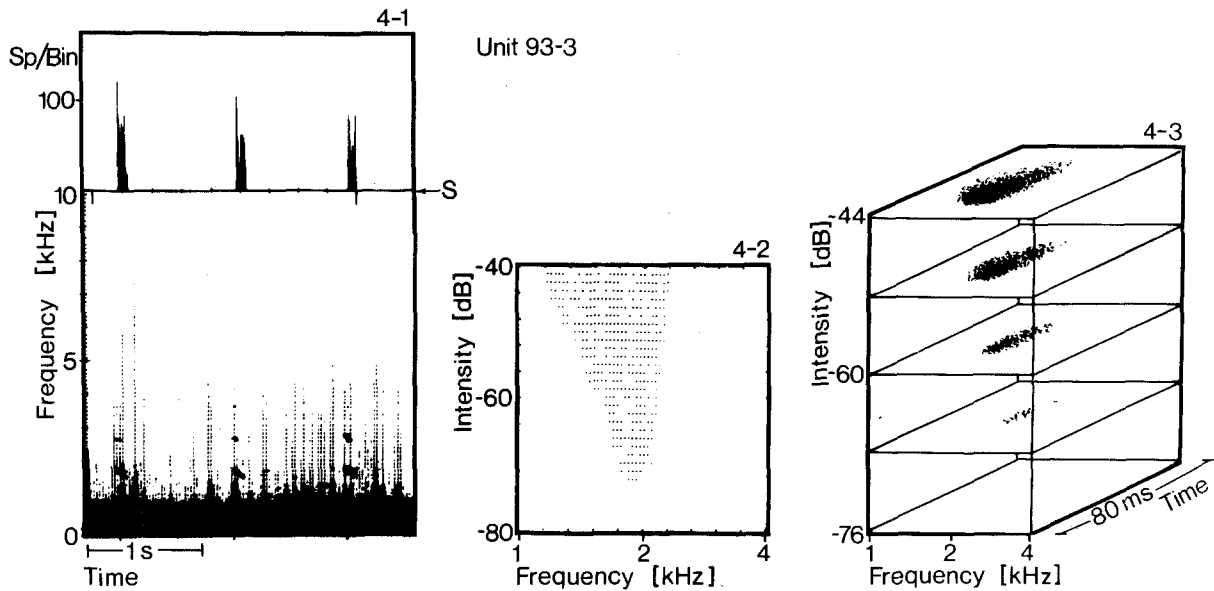 4-1
Sp/Bin
100
S
10
5
0
Frequency [kHz]
1s
Time
Unit 93-3
4-2
-40
-60
-80
Intensity [dB]
1 2 4
Frequency [kHz]
4-3
-44
-60
-76
Intensity [dB]
1 2 4
Frequency [kHz]
80 ms
Time